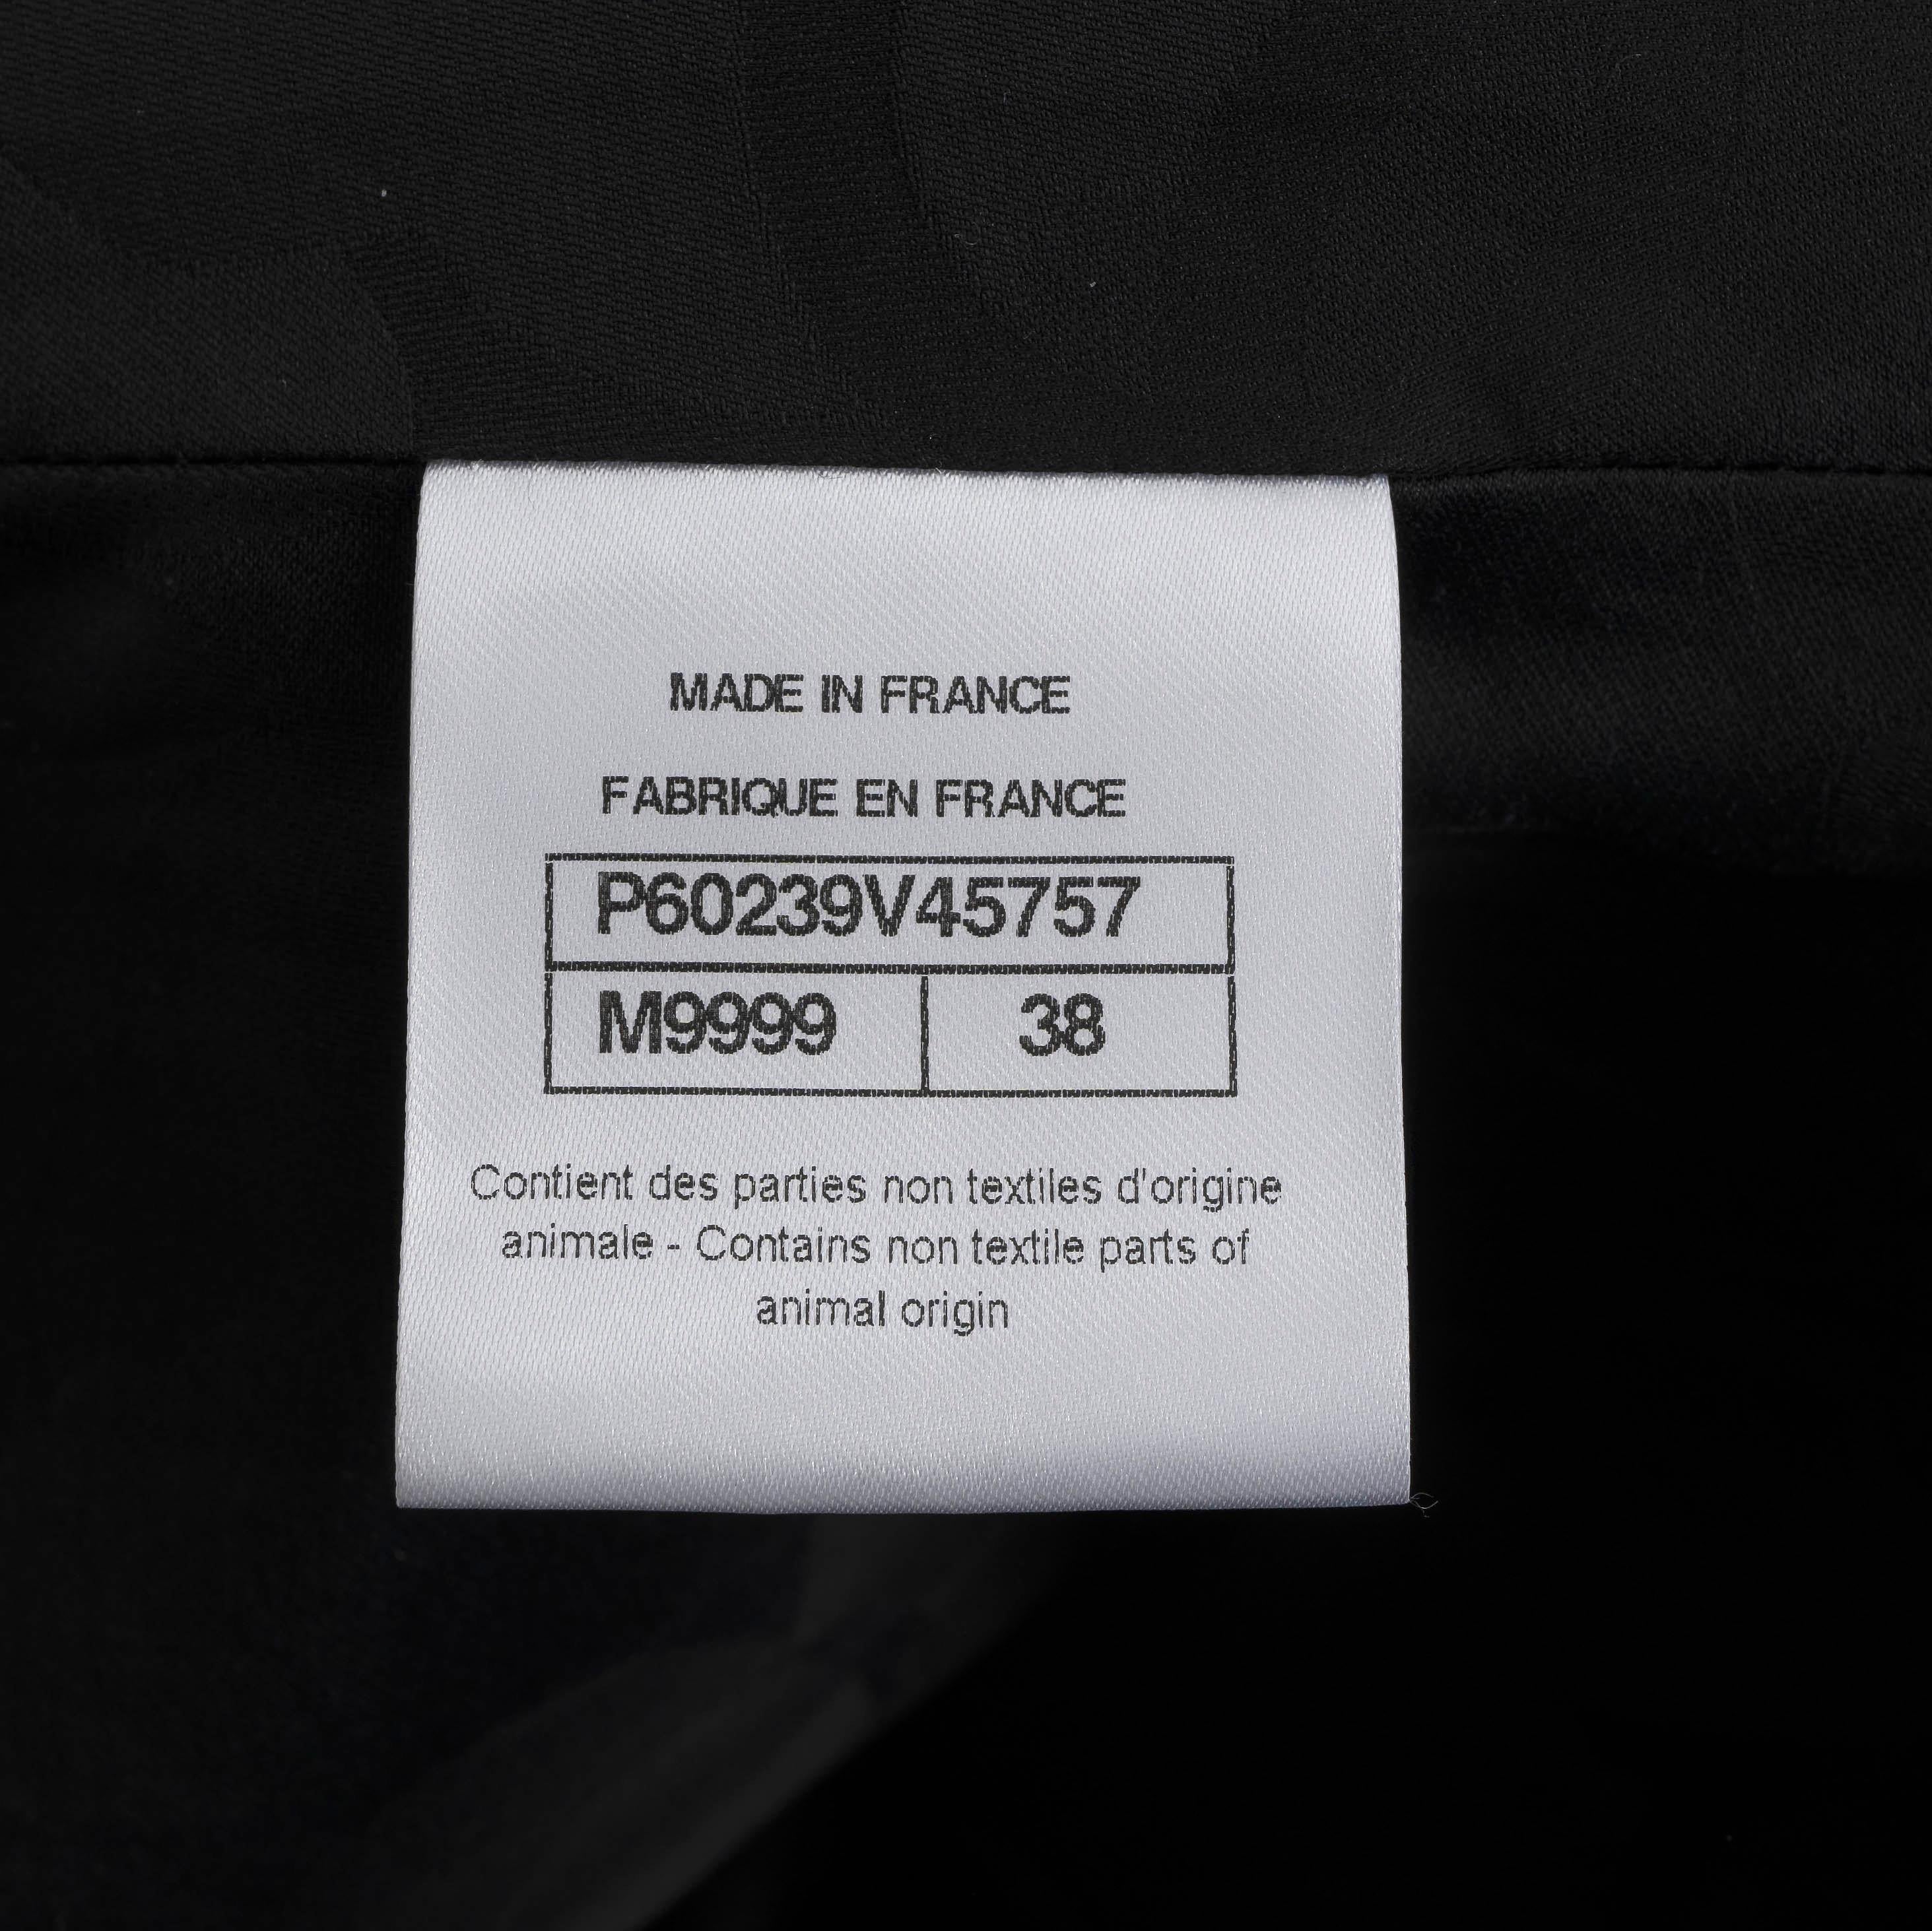 MADE IN FRANCE
FABRIQUE EN FRANCE
P60239V45757
M9999 38
Contient des parties non textiles d'origine
animale - Contains non textile parts of
animal origin